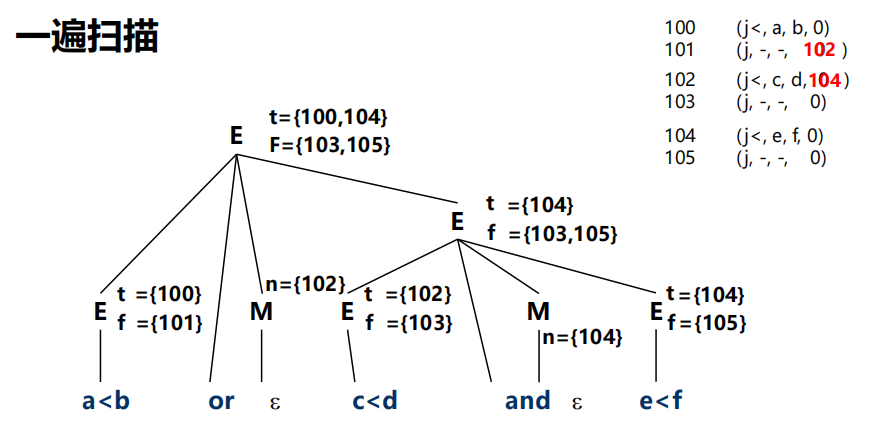 一遍扫描
100 (j<, a, b, 0)
101 (j, -, -, 102 )
102 (j<, c, d,104)
103 (j, -, -, 0)
104 (j<, e, f, 0)
105 (j, -, -, 0)
t={100,104}
E
F={103,105}
t ={104}
E
f ={103,105}
n={102}
t ={100}
E
f ={101}
M
t ={102}
E
f ={103}
M
n={104}
t={104}
E
f={105}
a<b or ε c<d and ε e<f